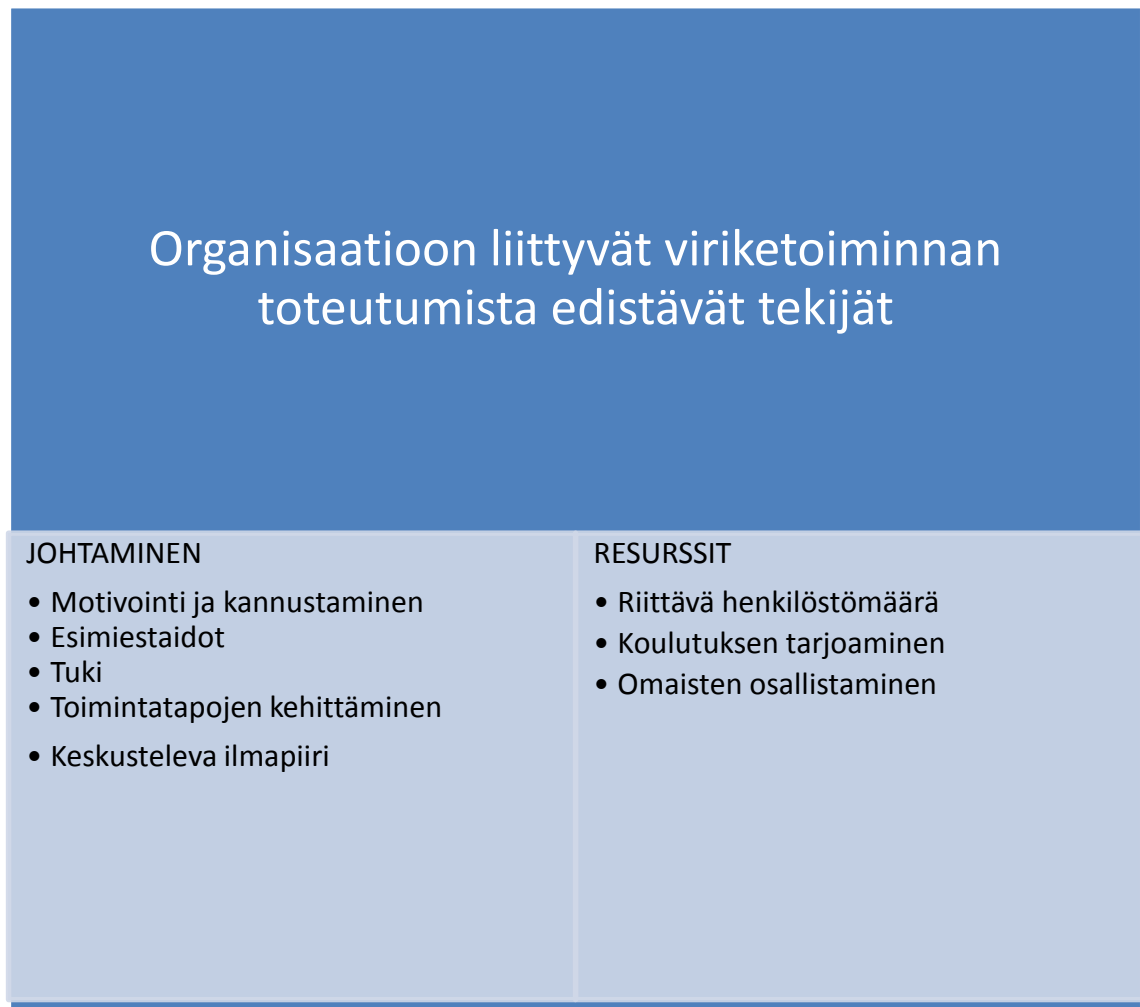 Organisaatioon liittyvät viriketoiminnan
toteutumista edistävät tekijät
JOHTAMINEN
• Motivointi ja kannustaminen
• Esimiestaidot
• Tuki
• Toimintatapojen kehittäminen
• Keskusteleva ilmapiiri
RESURSSIT
• Riittävä henkilöstömäärä
• Koulutuksen tarjoaminen
• Omaisten osallistaminen